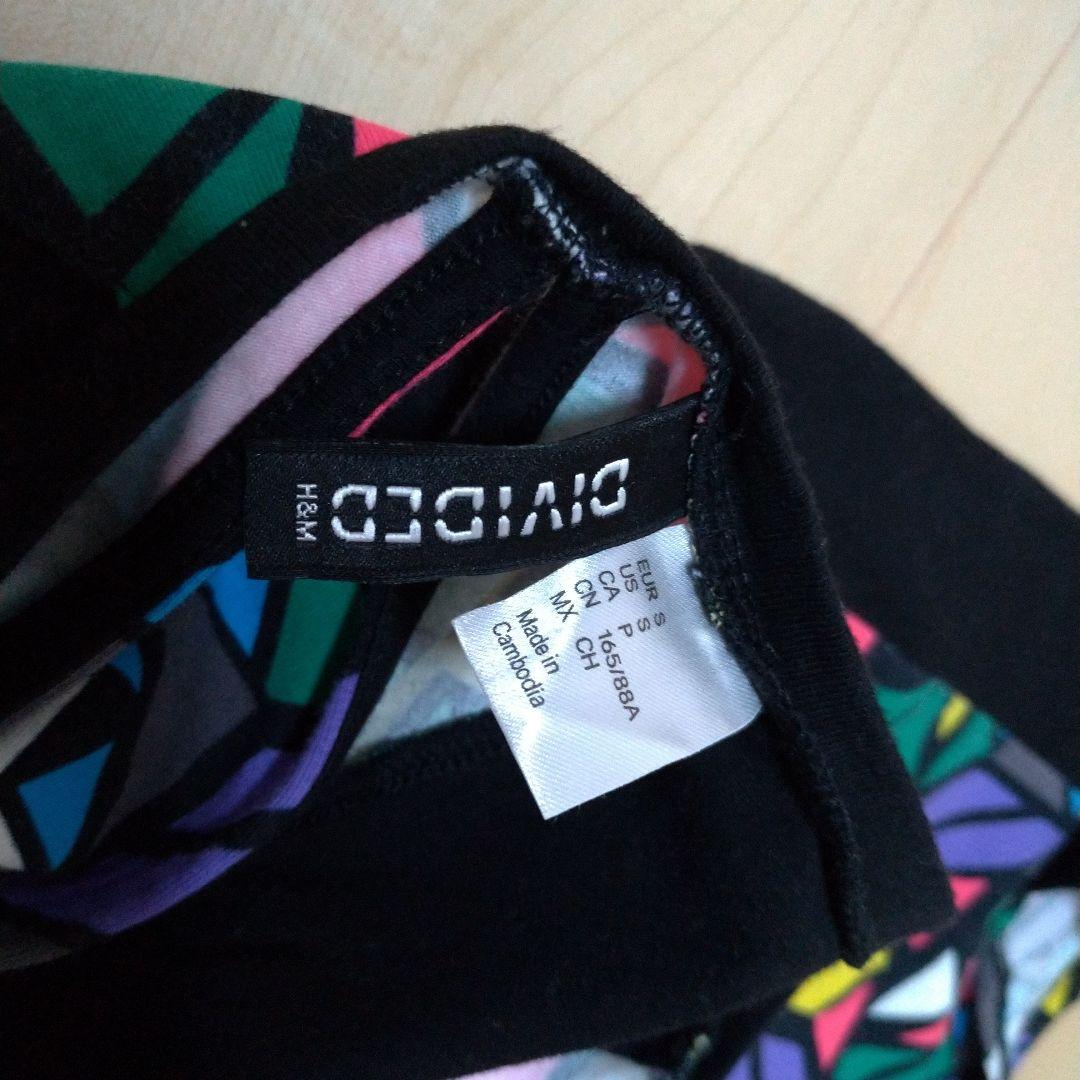 DIVIDED
H&M
EUR S
US S
CA P
CN 165/88A
MX CH
Made in
Cambodia